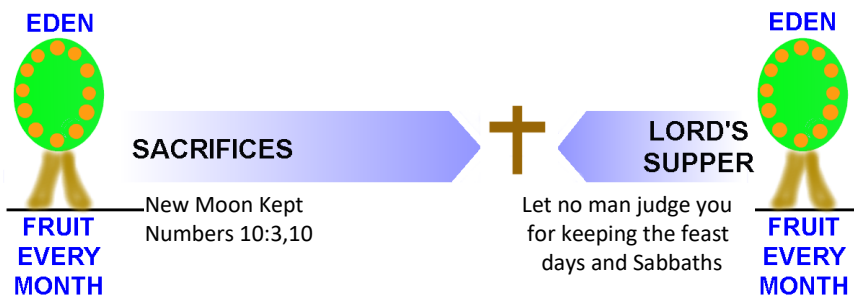 EDEN
SACRIFICES
New Moon Kept
Numbers 10:3,10
FRUIT
EVERY
MONTH
LORD'S
SUPPER
Let no man judge you
for keeping the feast
days and Sabbaths
EDEN
FRUIT
EVERY
MONTH